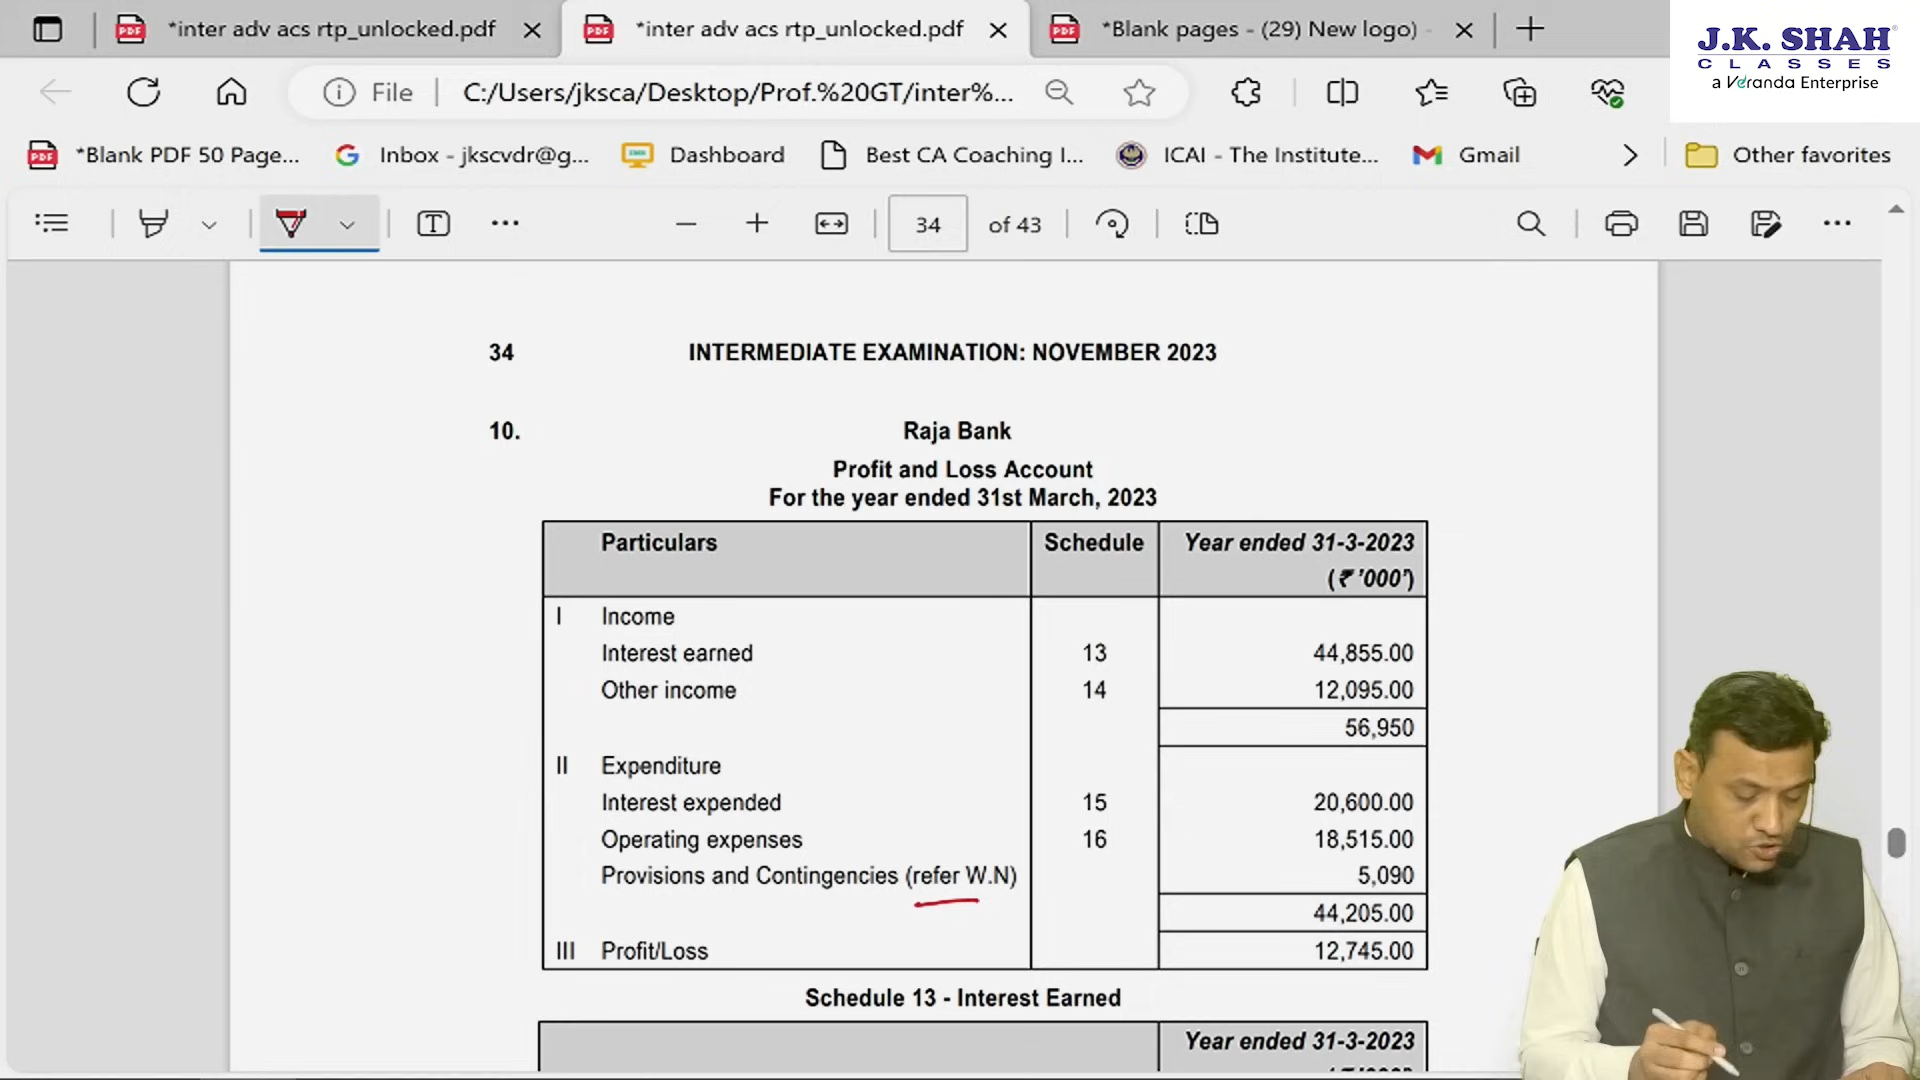 *inter adv acs rtp_unlocked.pdf
*inter adv acs rtp_unlocked.pdf
*Blank pages - (29) New logo)
J.K. SHAH®
CLASSES
a Veranda Enterprise
File
C:/Users/jksca/Desktop/Prof.%20GT/inter%...
*Blank PDF 50 Page...
Inbox - jkscvdr@g...
Dashboard
Best CA Coaching I...
ICAI - The Institute...
Gmail
Other favorites
34 of 43
34 INTERMEDIATE EXAMINATION: NOVEMBER 2023
10. Raja Bank
Profit and Loss Account
For the year ended 31st March, 2023
Particulars Schedule Year ended 31-3-2023
(₹ '000')
I Income
Interest earned 13 44,855.00
Other income 14 12,095.00
56,950
II Expenditure
Interest expended 15 20,600.00
Operating expenses 16 18,515.00
Provisions and Contingencies (refer W.N) 5,090
44,205.00
III Profit/Loss 12,745.00
Schedule 13 - Interest Earned
Year ended 31-3-2023